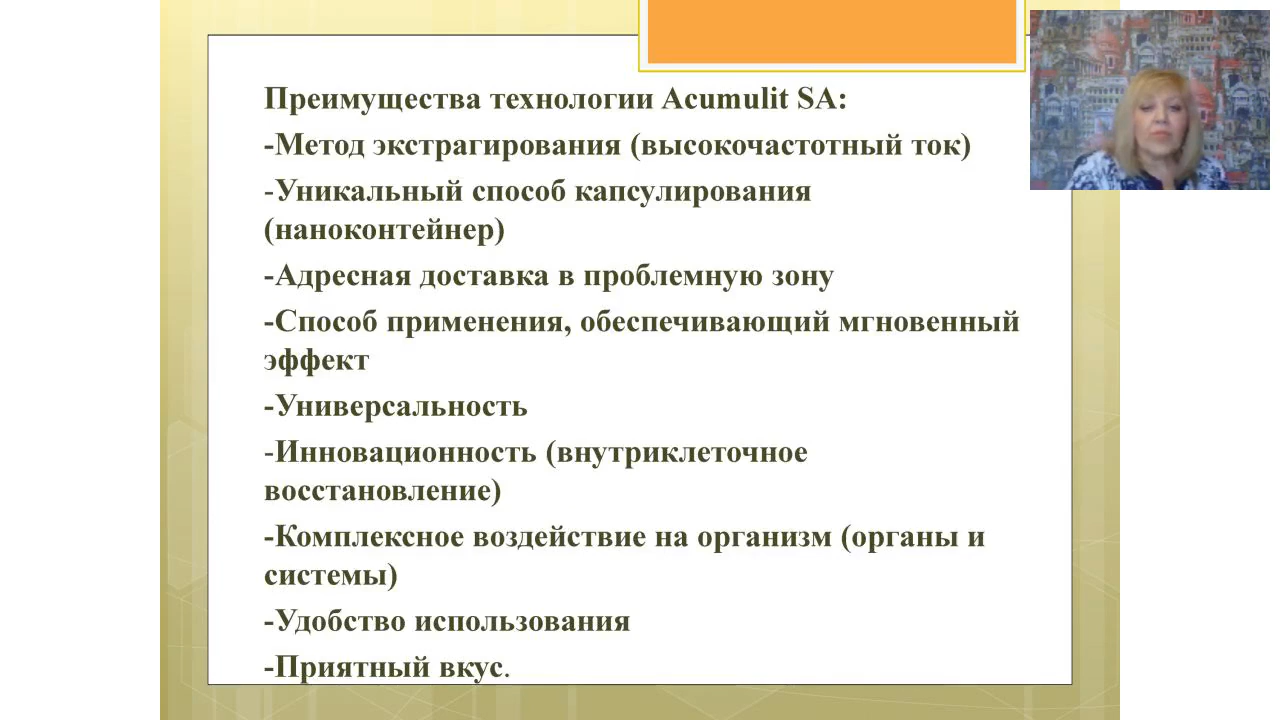 Преимущества технологии Acumulit SA:
-Метод экстрагирования (высокочастотный ток)
-Уникальный способ капсулирования
(наноконтейнер)
-Адресная доставка в проблемную зону
-Способ применения, обеспечивающий мгновенный
эффект
-Универсальность
-Инновационность (внутриклеточное
восстановление)
-Комплексное воздействие на организм (органы и
системы)
-Удобство использования
-Приятный вкус.